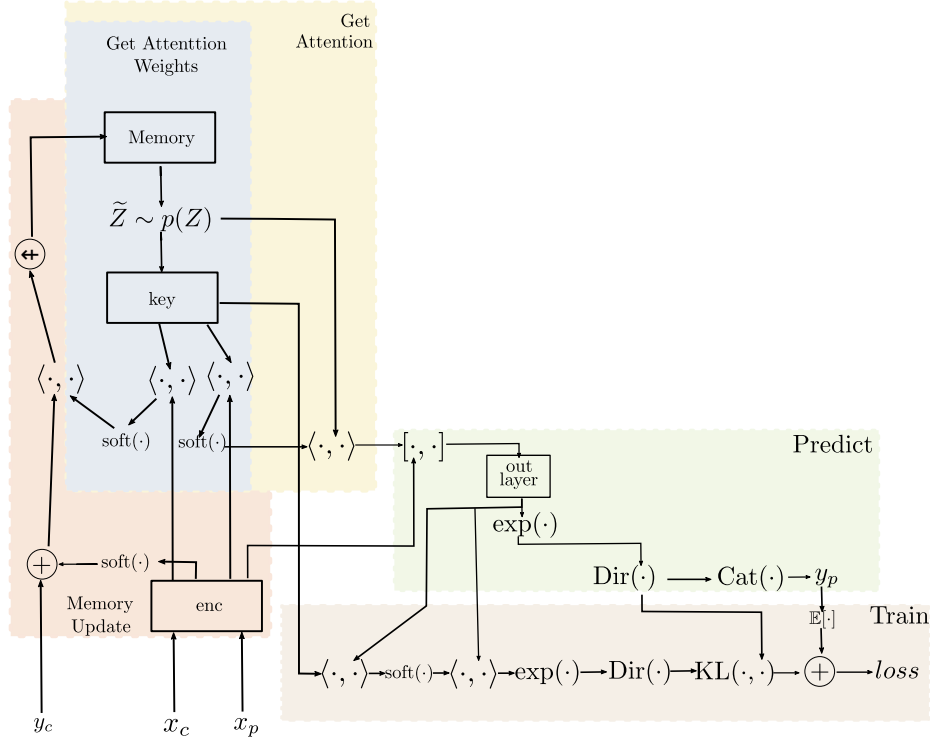 Get
Attention
Get Attenttion
Weights
Memory
Z̃ ∼ p(Z)
key
⟨·, ·⟩ ⟨·, ·⟩ ⟨·, ·⟩
soft(·) soft(·) ⟨·, ·⟩ [·, ·] Predict
out
layer
exp(·)
+ soft(·) Dir(·) Cat(·) y_p
Memory
Update
enc
𝔼[·] Train
⟨·, ·⟩ soft(·) ⟨·, ·⟩ exp(·) Dir(·) KL(·, ·) + loss
y_c x_c x_p